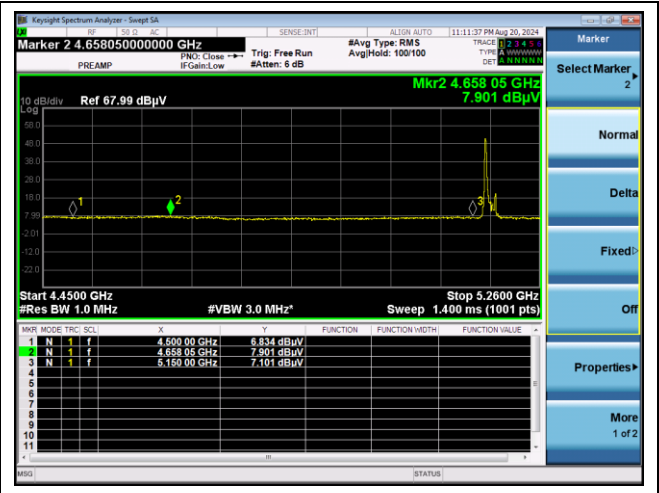 Keysight Spectrum Analyzer - Swept SA
RF 50 Ω AC SENSE:INT ALIGN AUTO 11:11:37 PM Aug 20, 2024
Marker 2 4.658050000000 GHz
PREAMP
PNO: Close
IFGain:Low
Trig: Free Run
#Atten: 6 dB
#Avg Type: RMS
Avg|Hold: 100/100
TRACE 1 2 3 4 5 6
TYPE A WWWWW
DET A NNNNN
Mkr2 4.658 05 GHz
7.901 dBµV
10 dB/div Ref 67.99 dBµV
Log
58.0
48.0
38.0
28.0
18.0
7.99
-2.01
-12.0
-22.0
1
2
3
Start 4.4500 GHz Stop 5.2600 GHz
#Res BW 1.0 MHz #VBW 3.0 MHz* Sweep 1.400 ms (1001 pts)
MKR MODE TRC SCL X Y FUNCTION FUNCTION WIDTH FUNCTION VALUE
1 N 1 f 4.500 00 GHz 6.834 dBµV
2 N 1 f 4.658 05 GHz 7.901 dBµV
3 N 1 f 5.150 00 GHz 7.101 dBµV
4
5
6
7
8
9
10
11
MSG STATUS
Marker
Select Marker
2
Normal
Delta
Fixed
Off
Properties
More
1 of 2